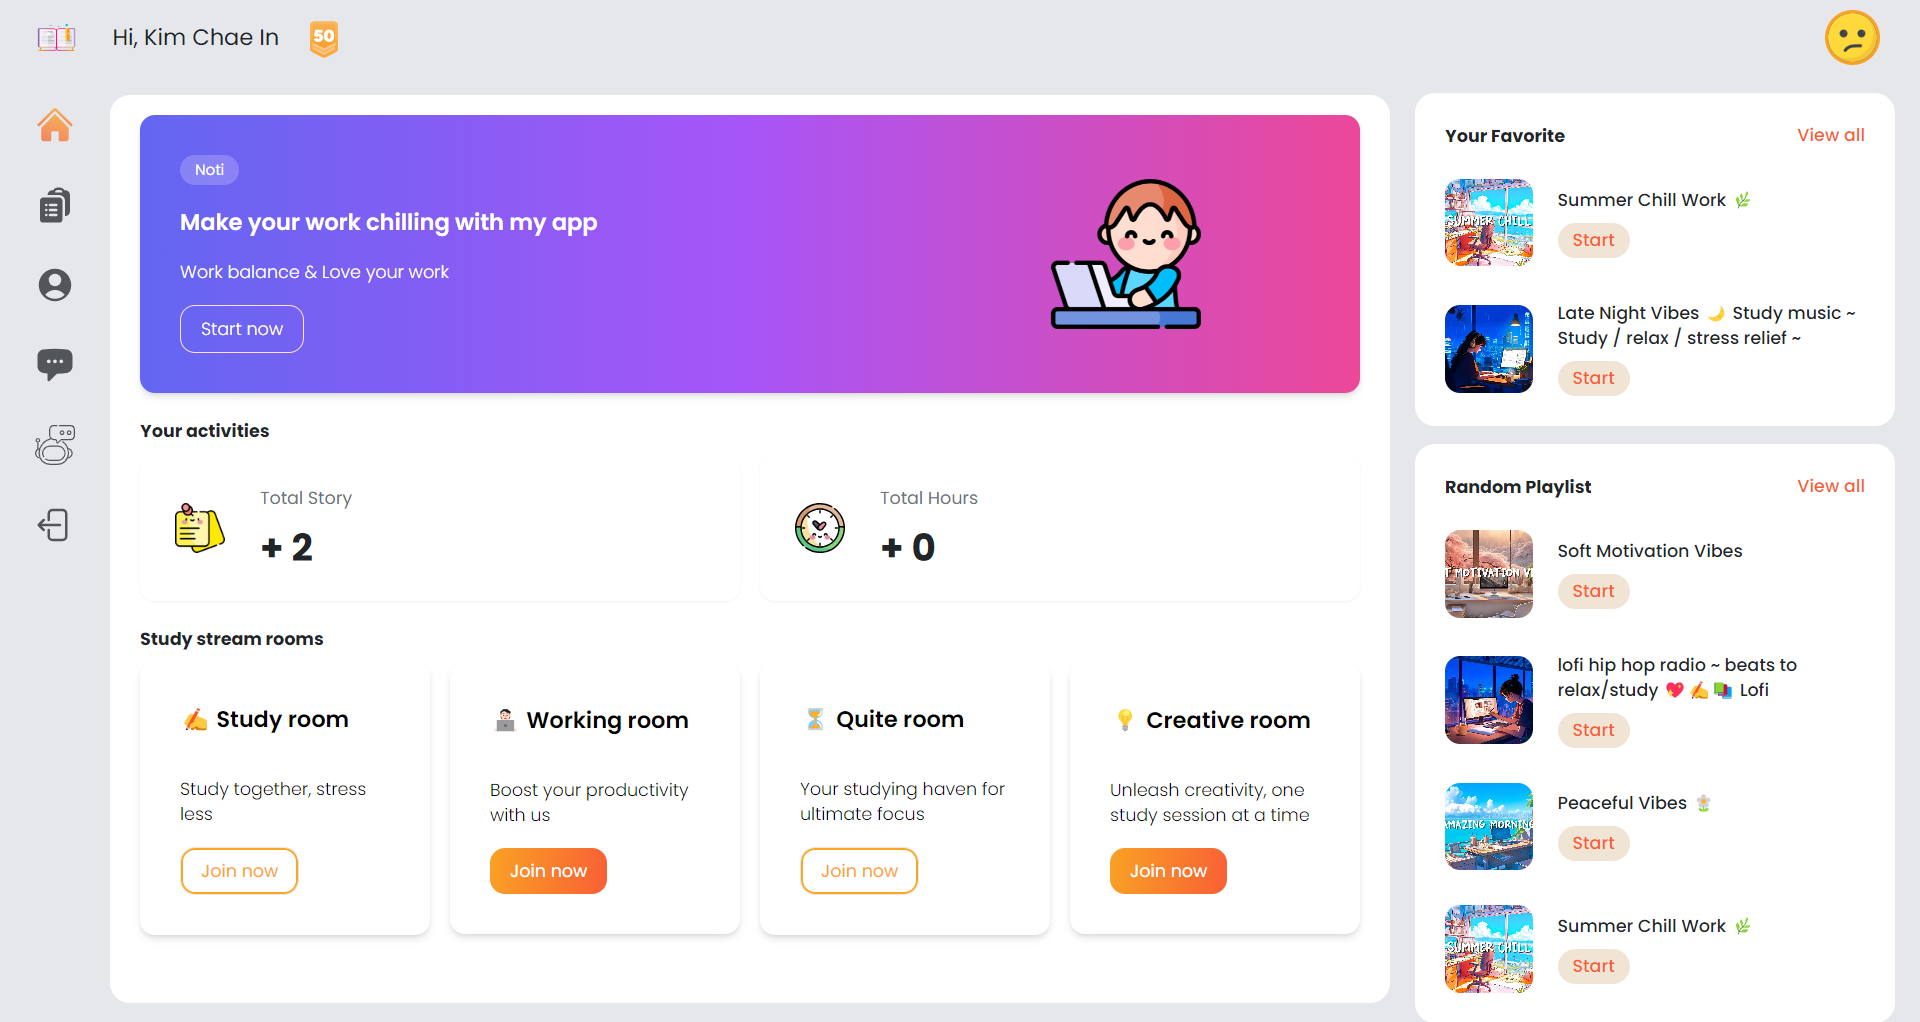 Hi, Kim Chae In
50
Noti
Make your work chilling with my app
Work balance & Love your work
Start now
Your activities
Total Story
+ 2
Total Hours
+ 0
Study stream rooms
✍️ Study room
Study together, stress
less
Join now
👨🏻‍💻 Working room
Boost your productivity
with us
Join now
⏳ Quite room
Your studying haven for
ultimate focus
Join now
💡 Creative room
Unleash creativity, one
study session at a time
Join now
Your Favorite
View all
SUMMER CHILL
Summer Chill Work 🌿
Start
Late Night Vibes 🌙 Study music ~
Study / relax / stress relief ~
Start
Random Playlist
View all
T MOTIVATION V
Soft Motivation Vibes
Start
lofi hip hop radio ~ beats to
relax/study 💖 ✍️ 📚 Lofi
Start
AMAZING MORNING
Peaceful Vibes 🌼
Start
SUMMER CHILL
Summer Chill Work 🌿
Start